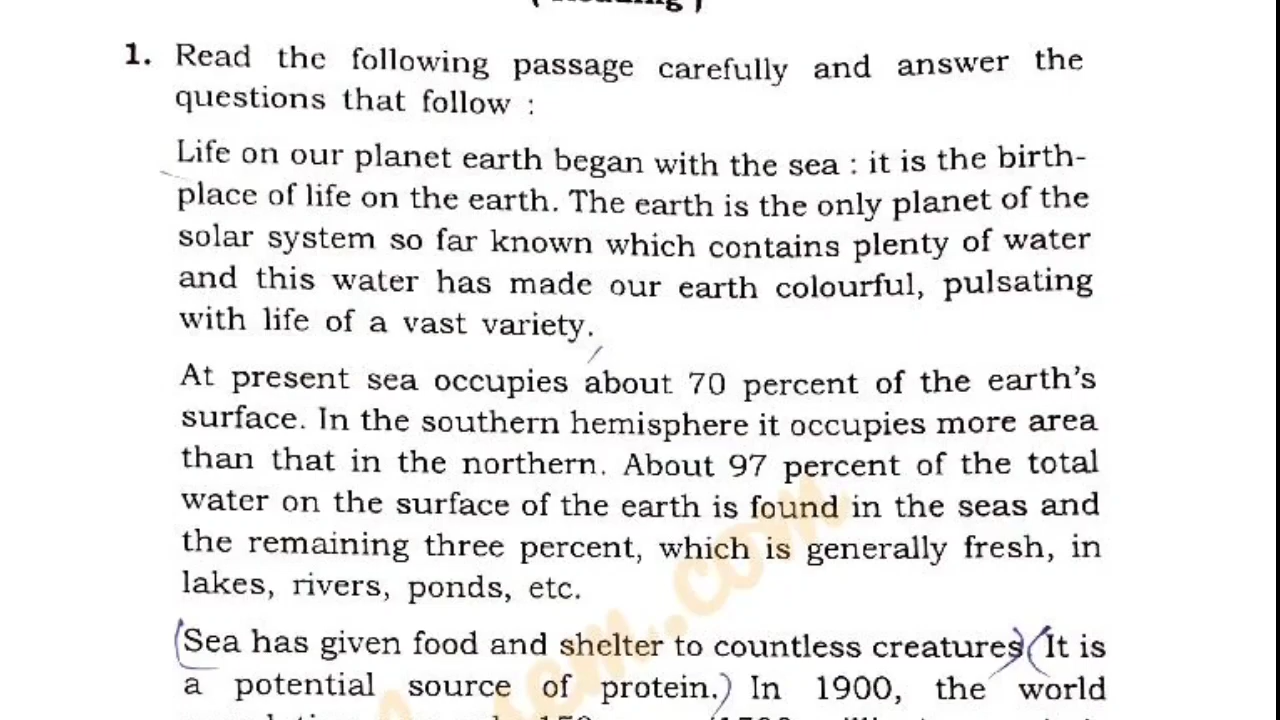 ( Reading )
1. Read the following passage carefully and answer the
questions that follow :
Life on our planet earth began with the sea : it is the birth-
place of life on the earth. The earth is the only planet of the
solar system so far known which contains plenty of water
and this water has made our earth colourful, pulsating
with life of a vast variety.
At present sea occupies about 70 percent of the earth's
surface. In the southern hemisphere it occupies more area
than that in the northern. About 97 percent of the total
water on the surface of the earth is found in the seas and
the remaining three percent, which is generally fresh, in
lakes, rivers, ponds, etc.
Sea has given food and shelter to countless creatures. It is
a potential source of protein. In 1900, the world